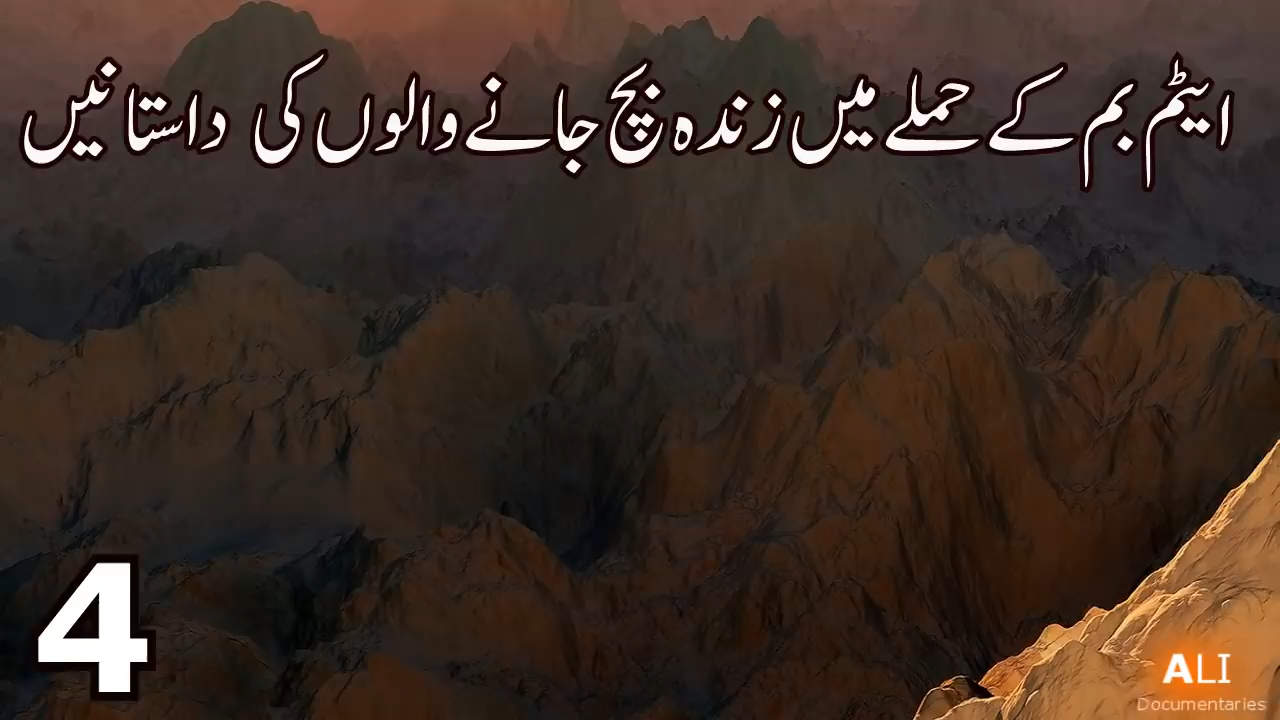 ایٹم بم کے حملے میں زندہ بچ جانے والوں کی داستانیں
4
ALI
Documentaries